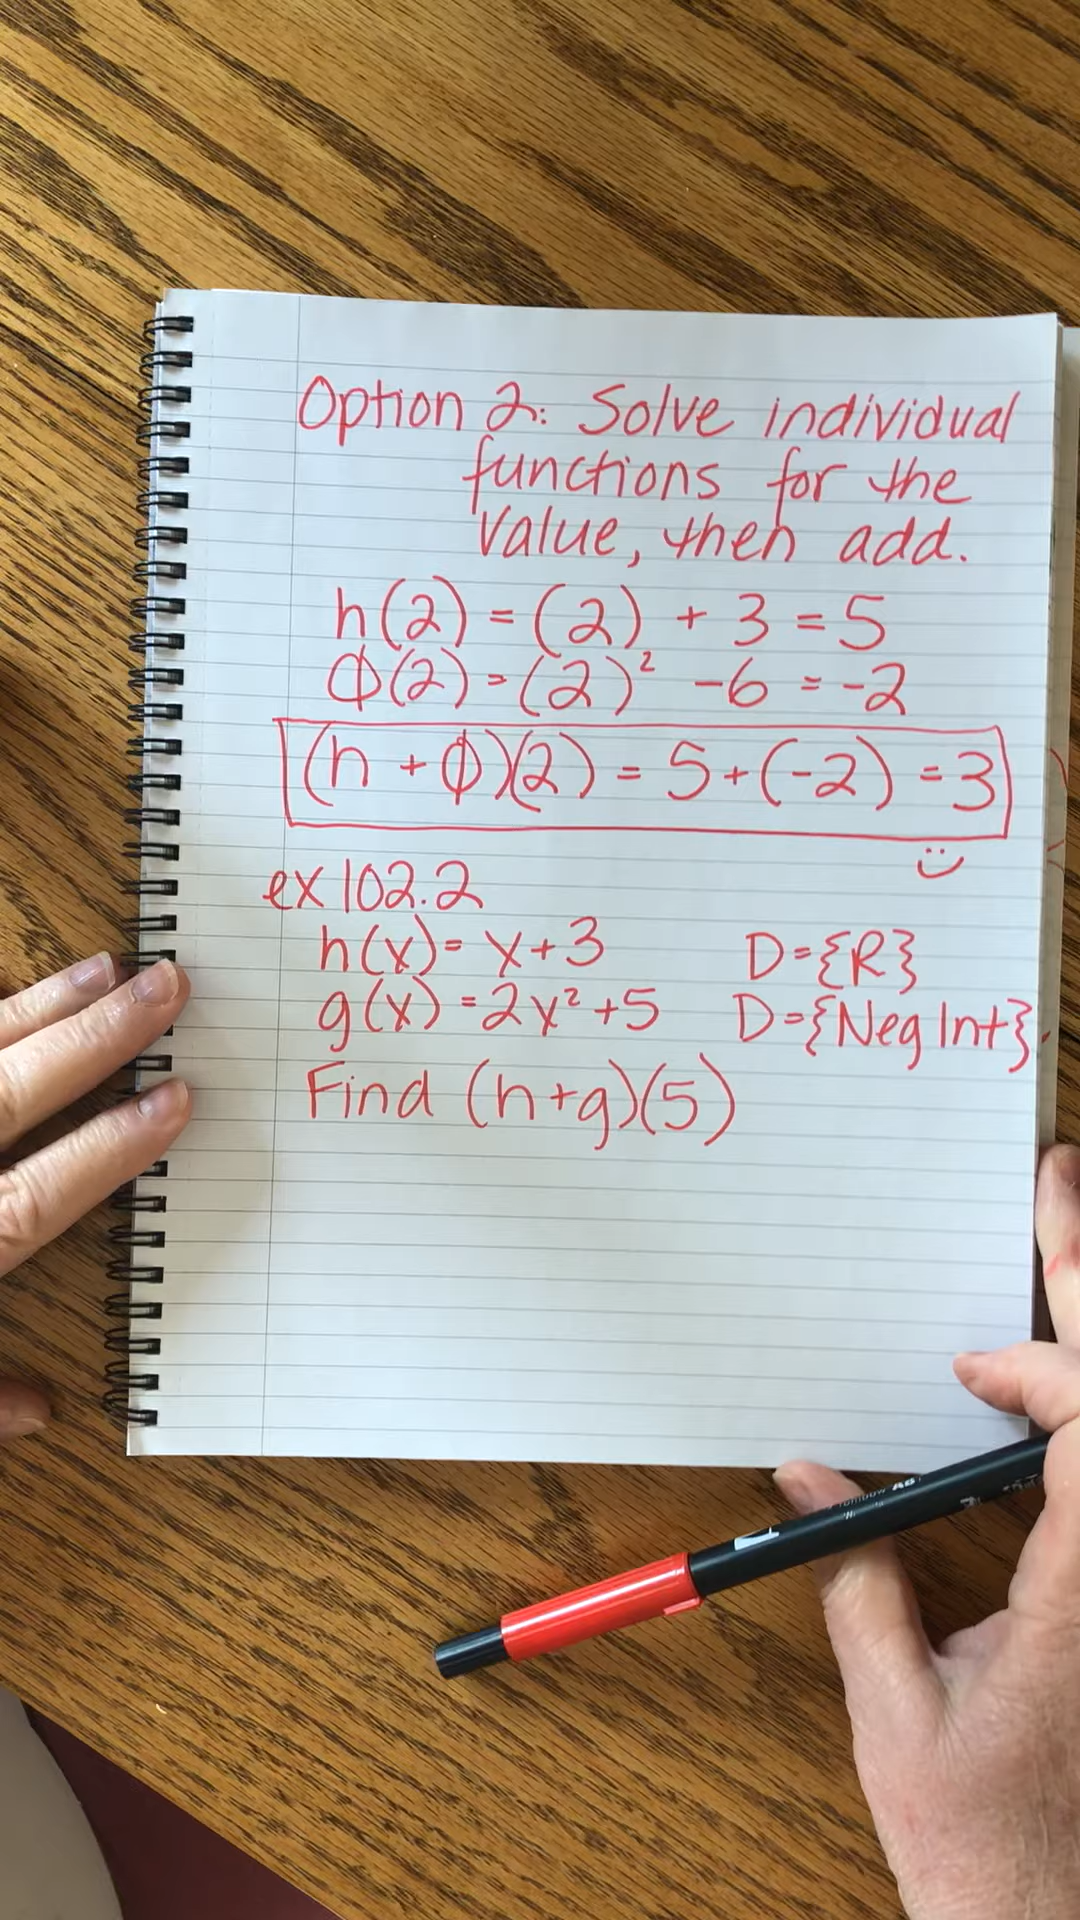 Option 2: Solve individual
functions for the
Value, then add.
h(2) = (2) + 3 = 5
ϕ(2) = (2)² -6 = -2
(h + ϕ)(2) = 5+(-2) = 3
ex 102.2
h(x) = x+3 D={R}
g(x) = 2x²+5 D={Neg Int}
Find (h+g)(5)